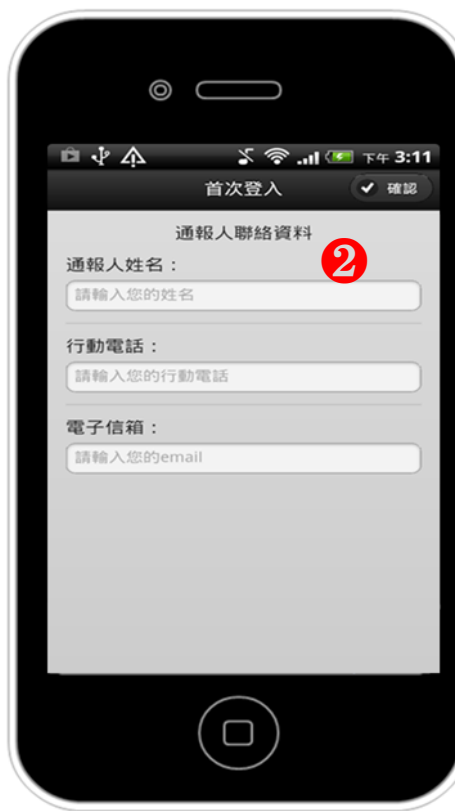 下午 3:11
首次登入
確認
通報人聯絡資料
2
通報人姓名：
請輸入您的姓名
行動電話：
請輸入您的行動電話
電子信箱：
請輸入您的email